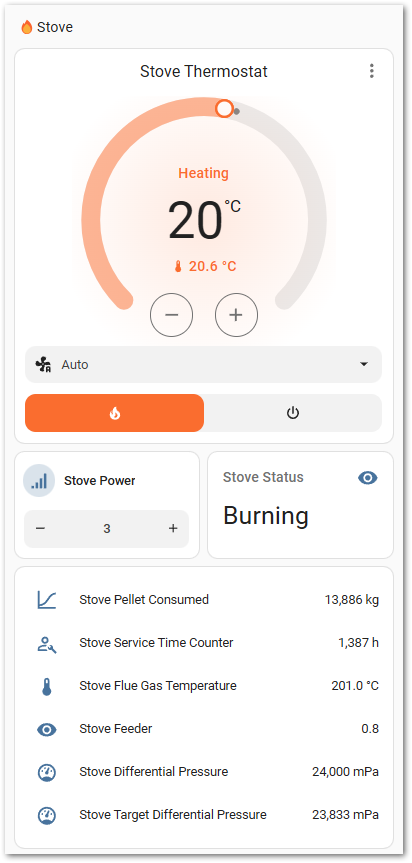 Stove
Stove Thermostat
Heating
20 °C
20.6 °C
Auto
Stove Power
− 3 +
Stove Status
Burning
Stove Pellet Consumed 13,886 kg
Stove Service Time Counter 1,387 h
Stove Flue Gas Temperature 201.0 °C
Stove Feeder 0.8
Stove Differential Pressure 24,000 mPa
Stove Target Differential Pressure 23,833 mPa